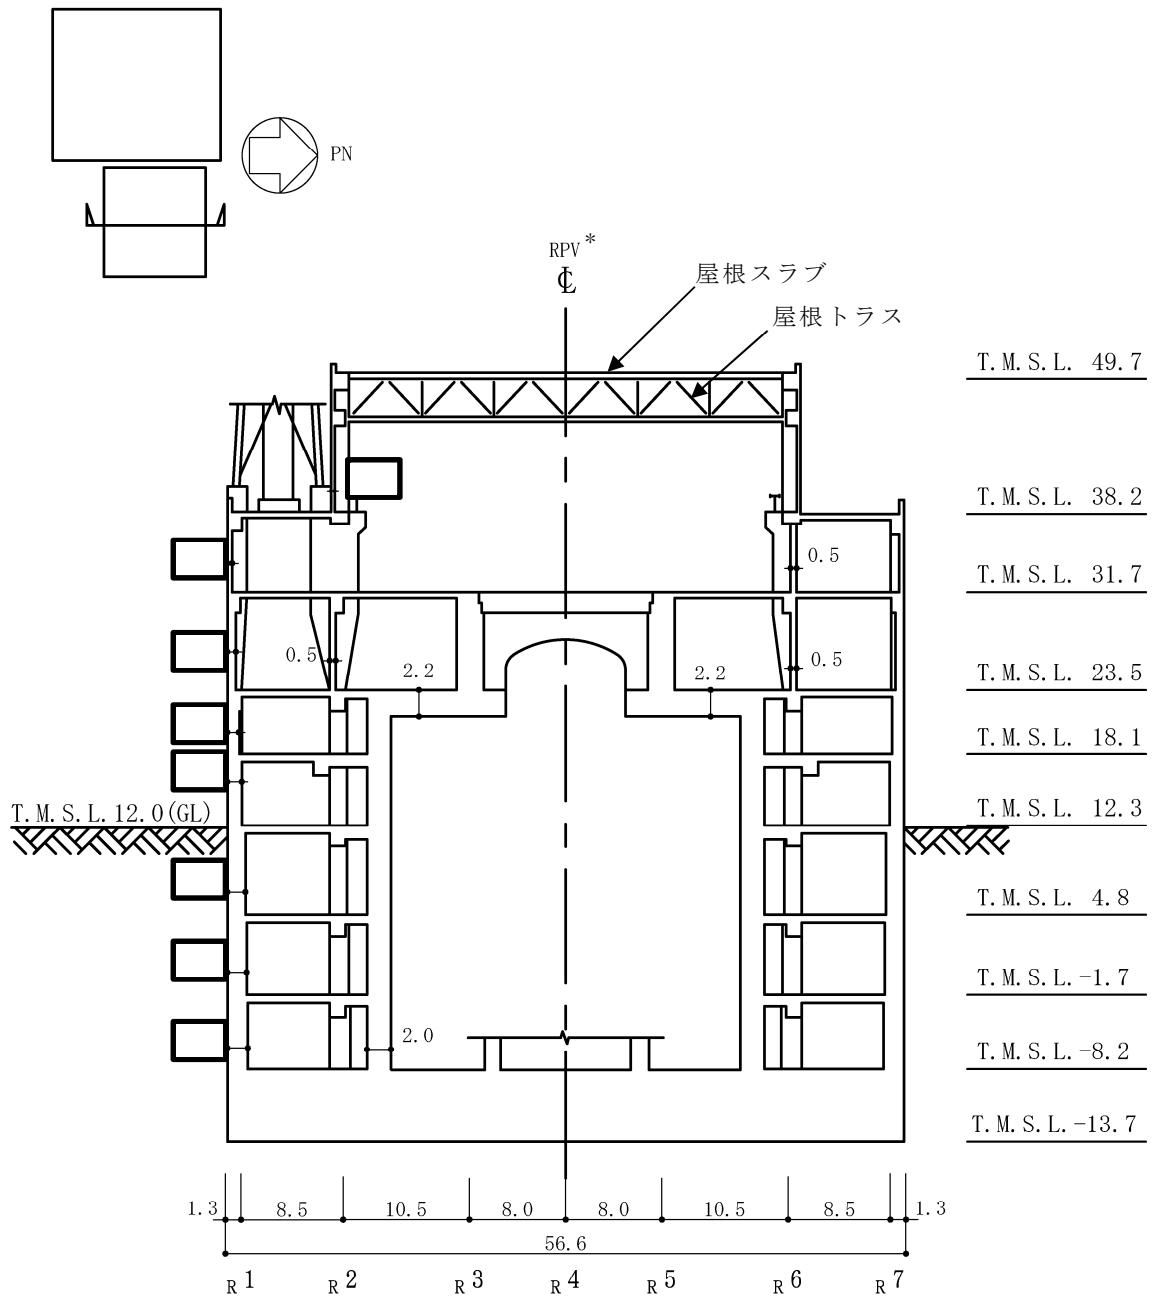 PN
RPV*
℄
屋根スラブ
屋根トラス
T.M.S.L. 49.7
T.M.S.L. 38.2
0.5
T.M.S.L. 31.7
0.5
2.2
2.2
0.5
T.M.S.L. 23.5
T.M.S.L. 18.1
T.M.S.L.12.0(GL)
T.M.S.L. 12.3
T.M.S.L. 4.8
T.M.S.L.-1.7
2.0
T.M.S.L.-8.2
T.M.S.L.-13.7
1.3 8.5 10.5 8.0 8.0 10.5 8.5 1.3
56.6
R1 R2 R3 R4 R5 R6 R7